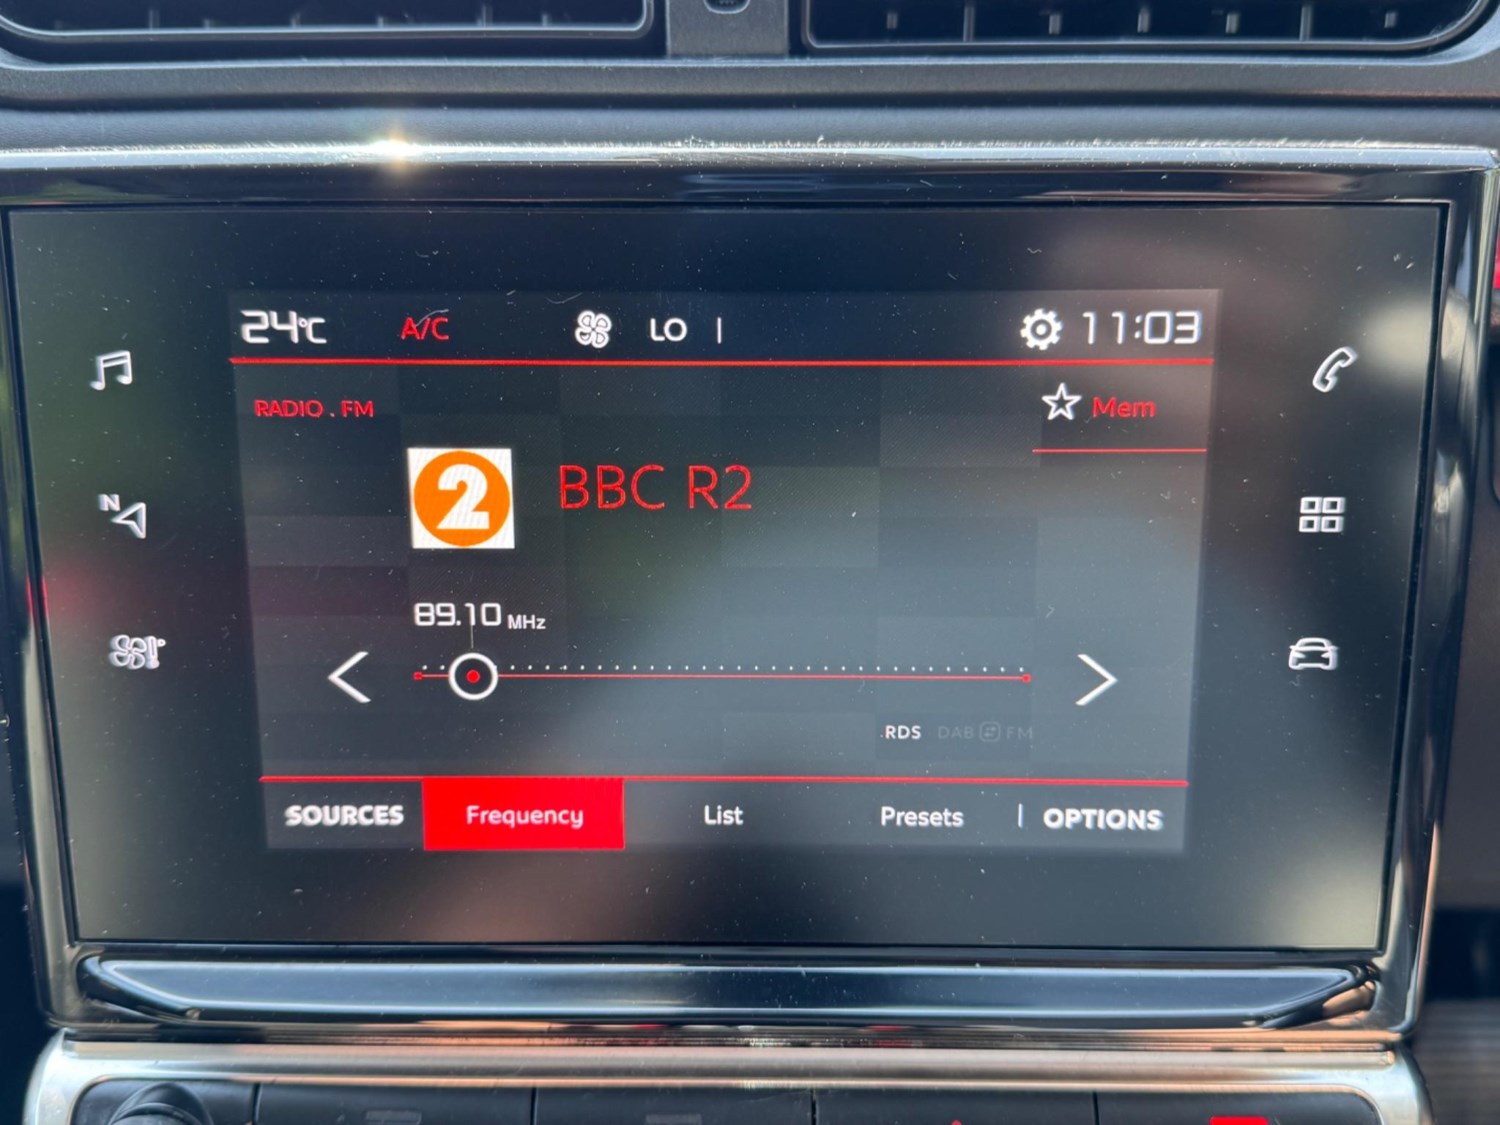 24°C A/C LO 11:03
RADIO . FM Mem
2 BBC R2
N
89.10 MHz
.RDS DAB FM
SOURCES Frequency List Presets OPTIONS